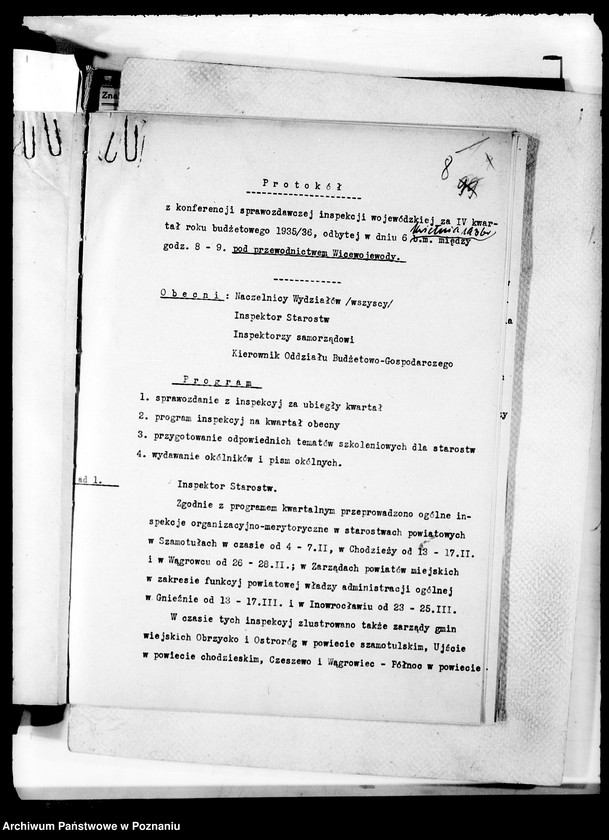 Zna
8
99
P r o t o k ó ł
z konferencji sprawozdawczej inspekcji wojewódzkiej za IV kwar-
tał roku budżetowego 1935/36, odbytej w dniu 6 b.m. kwietnia 1936 między
godz. 8 - 9. pod przewodnictwem Wicewojewody.
O b e c n i : Naczelnicy Wydziałów /wszyscy/
Inspektor Starostw
Inspektorzy samorządowi
Kierownik Oddziału Budżetowo-Gospodarczego
P r o g r a m
1. sprawozdanie z inspekcyj za ubiegły kwartał
2. program inspekcyj na kwartał obecny
3. przygotowanie odpowiednich tematów szkoleniowych dla starostw
4. wydawanie okólników i pism okólnych.
ad 1.
Inspektor Starostw.
Zgodnie z programem kwartalnym przeprowadzono ogólne in-
spekcje organizacyjno-merytoryczne w starostwach powiatowych
w Szamotułach w czasie od 4 - 7.II, w Chodzieży od 13 - 17.II.
i w Wągrowcu od 26 - 28.II.; w Zarządach powiatów miejskich
w zakresie funkcyj powiatowej władzy administracji ogólnej
w Gnieźnie od 13 - 17.III. i w Inowrocławiu od 23 - 25.III.
W czasie tych inspekcyj zlustrowano także zarządy gmin
wiejskich Obrzycko i Ostroróg w powiecie szamotulskim, Ujście
w powiecie chodzieskim, Czeszewo i Wągrowiec - Północ w powiecie
Archiwum Państwowe w Poznaniu